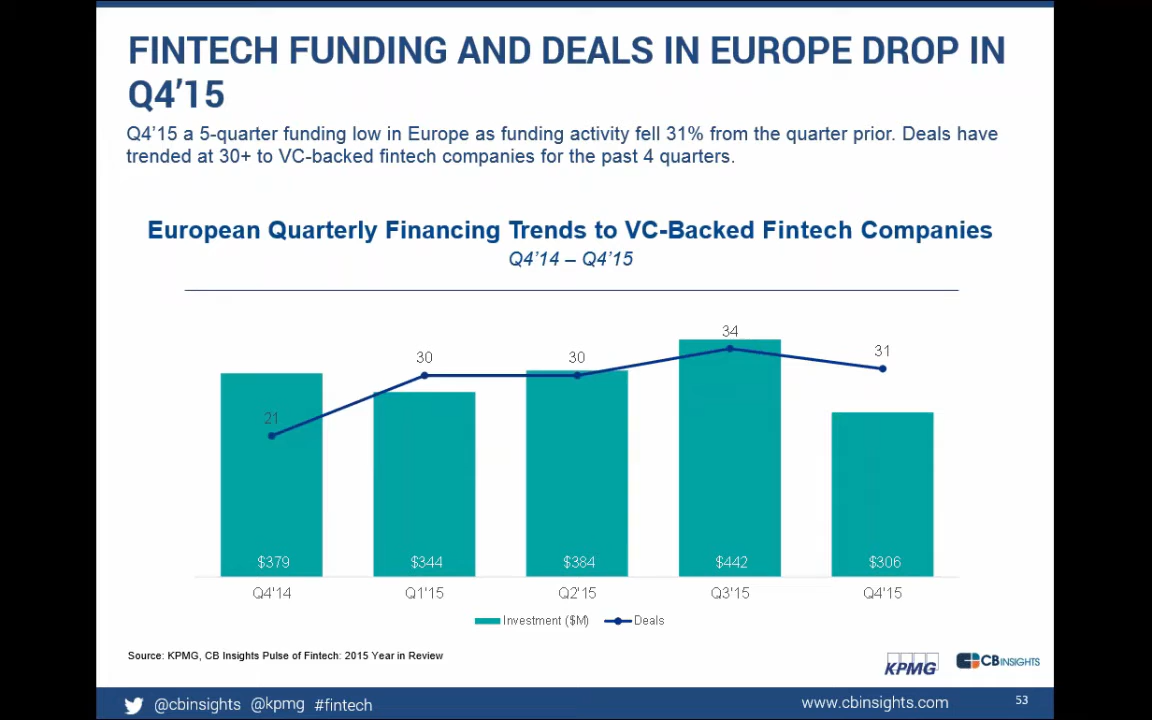 FINTECH FUNDING AND DEALS IN EUROPE DROP IN
Q4’15
Q4’15 a 5-quarter funding low in Europe as funding activity fell 31% from the quarter prior. Deals have
trended at 30+ to VC-backed fintech companies for the past 4 quarters.
European Quarterly Financing Trends to VC-Backed Fintech Companies
Q4’14 – Q4’15
21
30
30
34
31
$379
$344
$384
$442
$306
Q4'14
Q1'15
Q2'15
Q3'15
Q4'15
Investment ($M)
Deals
Source: KPMG, CB Insights Pulse of Fintech: 2015 Year in Review
KPMG
CBINSIGHTS
@cbinsights @kpmg #fintech
www.cbinsights.com
53